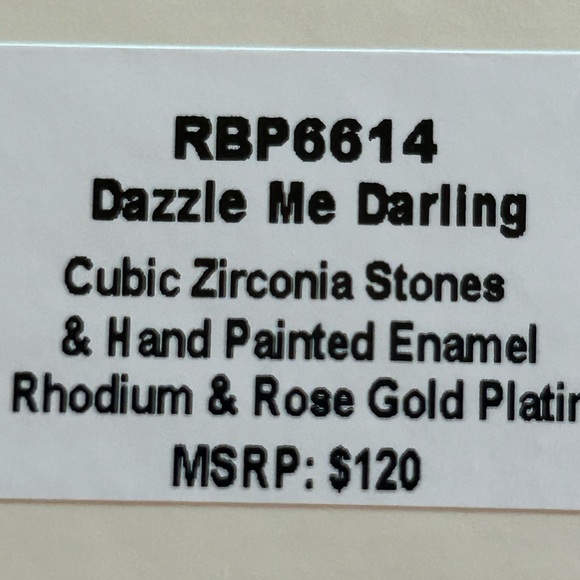 RBP6614
Dazzle Me Darling
Cubic Zirconia Stones
& Hand Painted Enamel
Rhodium & Rose Gold Platin
MSRP: $120